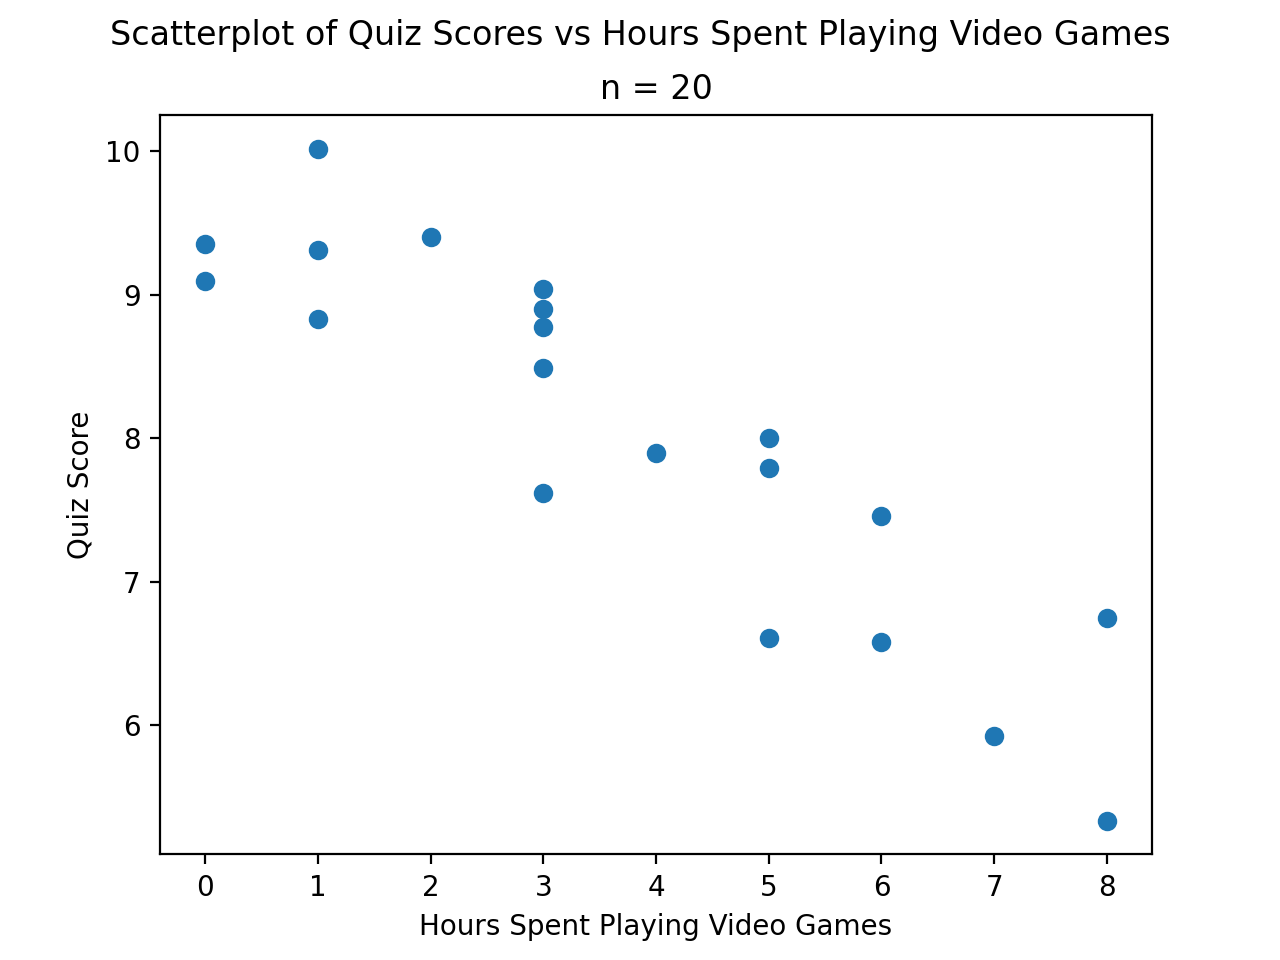 Scatterplot of Quiz Scores vs Hours Spent Playing Video Games
n = 20
10
9
8
7
6
Quiz Score
0 1 2 3 4 5 6 7 8
Hours Spent Playing Video Games